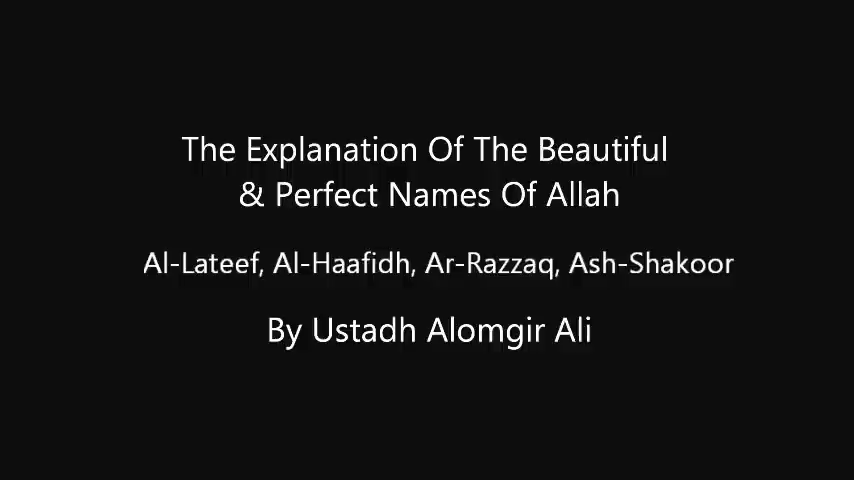 The Explanation Of The Beautiful
& Perfect Names Of Allah
Al-Lateef, Al-Haafidh, Ar-Razzaq, Ash-Shakoor
By Ustadh Alomgir Ali